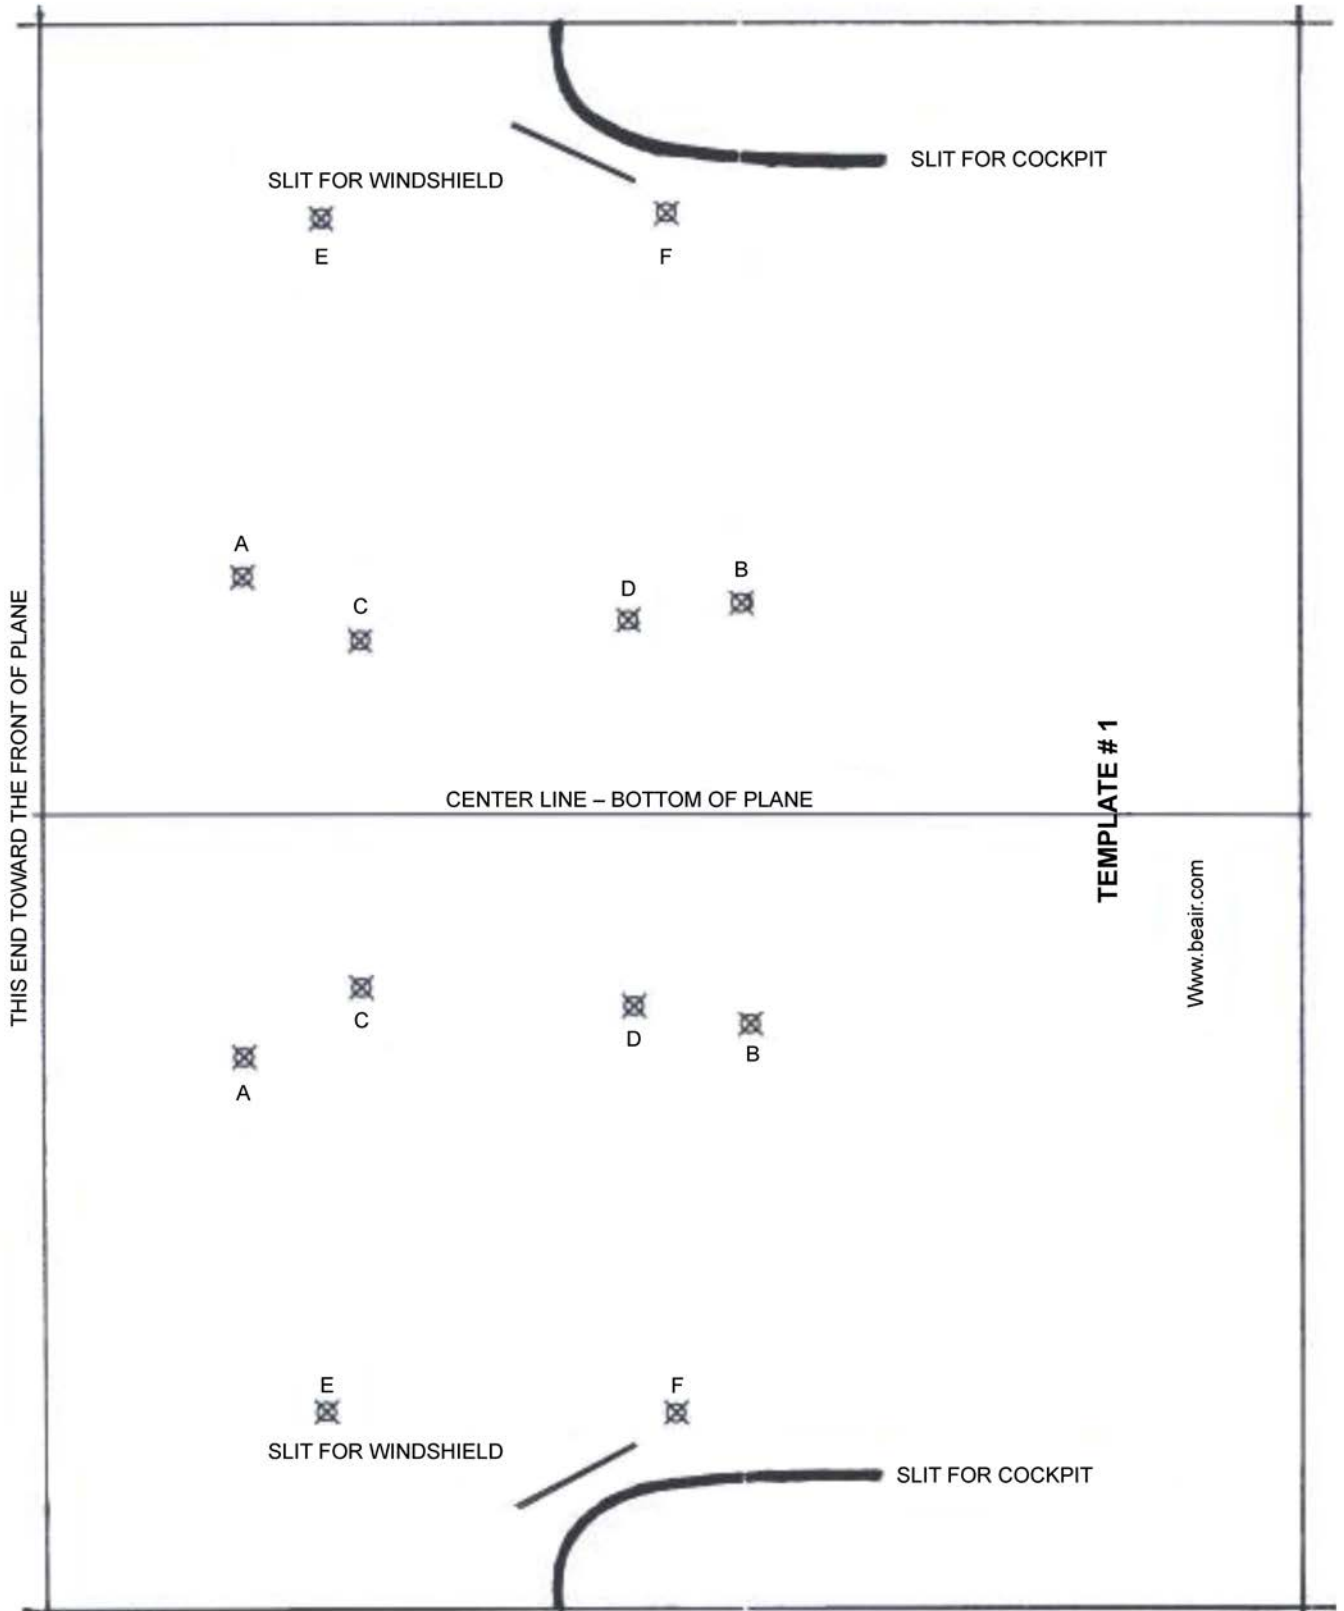 SLIT FOR COCKPIT
SLIT FOR WINDSHIELD
E
F
A
B
D
C
THIS END TOWARD THE FRONT OF PLANE
CENTER LINE – BOTTOM OF PLANE
TEMPLATE # 1
Www.beair.com
C
D
B
A
E
F
SLIT FOR WINDSHIELD
SLIT FOR COCKPIT